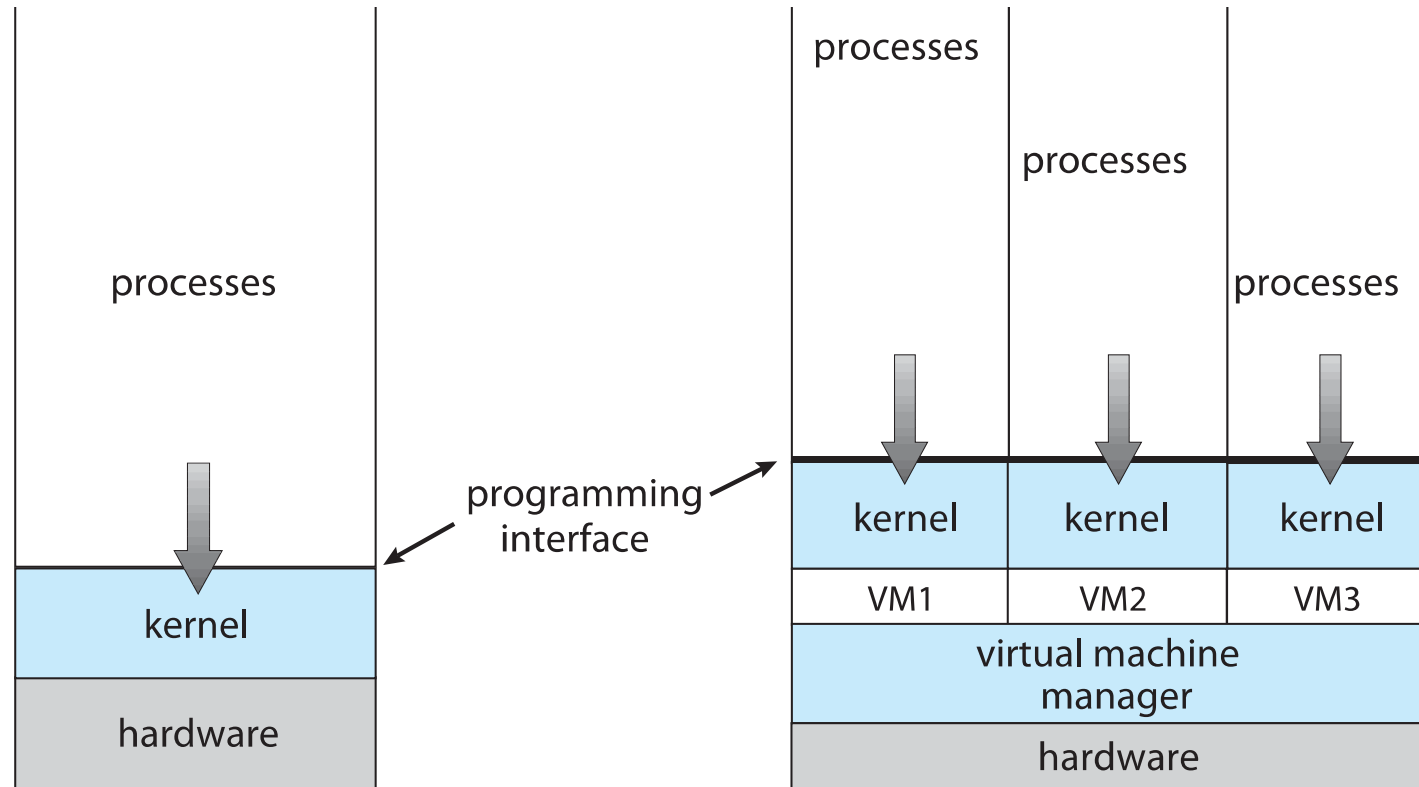 processes
kernel
hardware
programming
interface
processes
processes
processes
kernel
kernel
kernel
VM1
VM2
VM3
virtual machine
manager
hardware